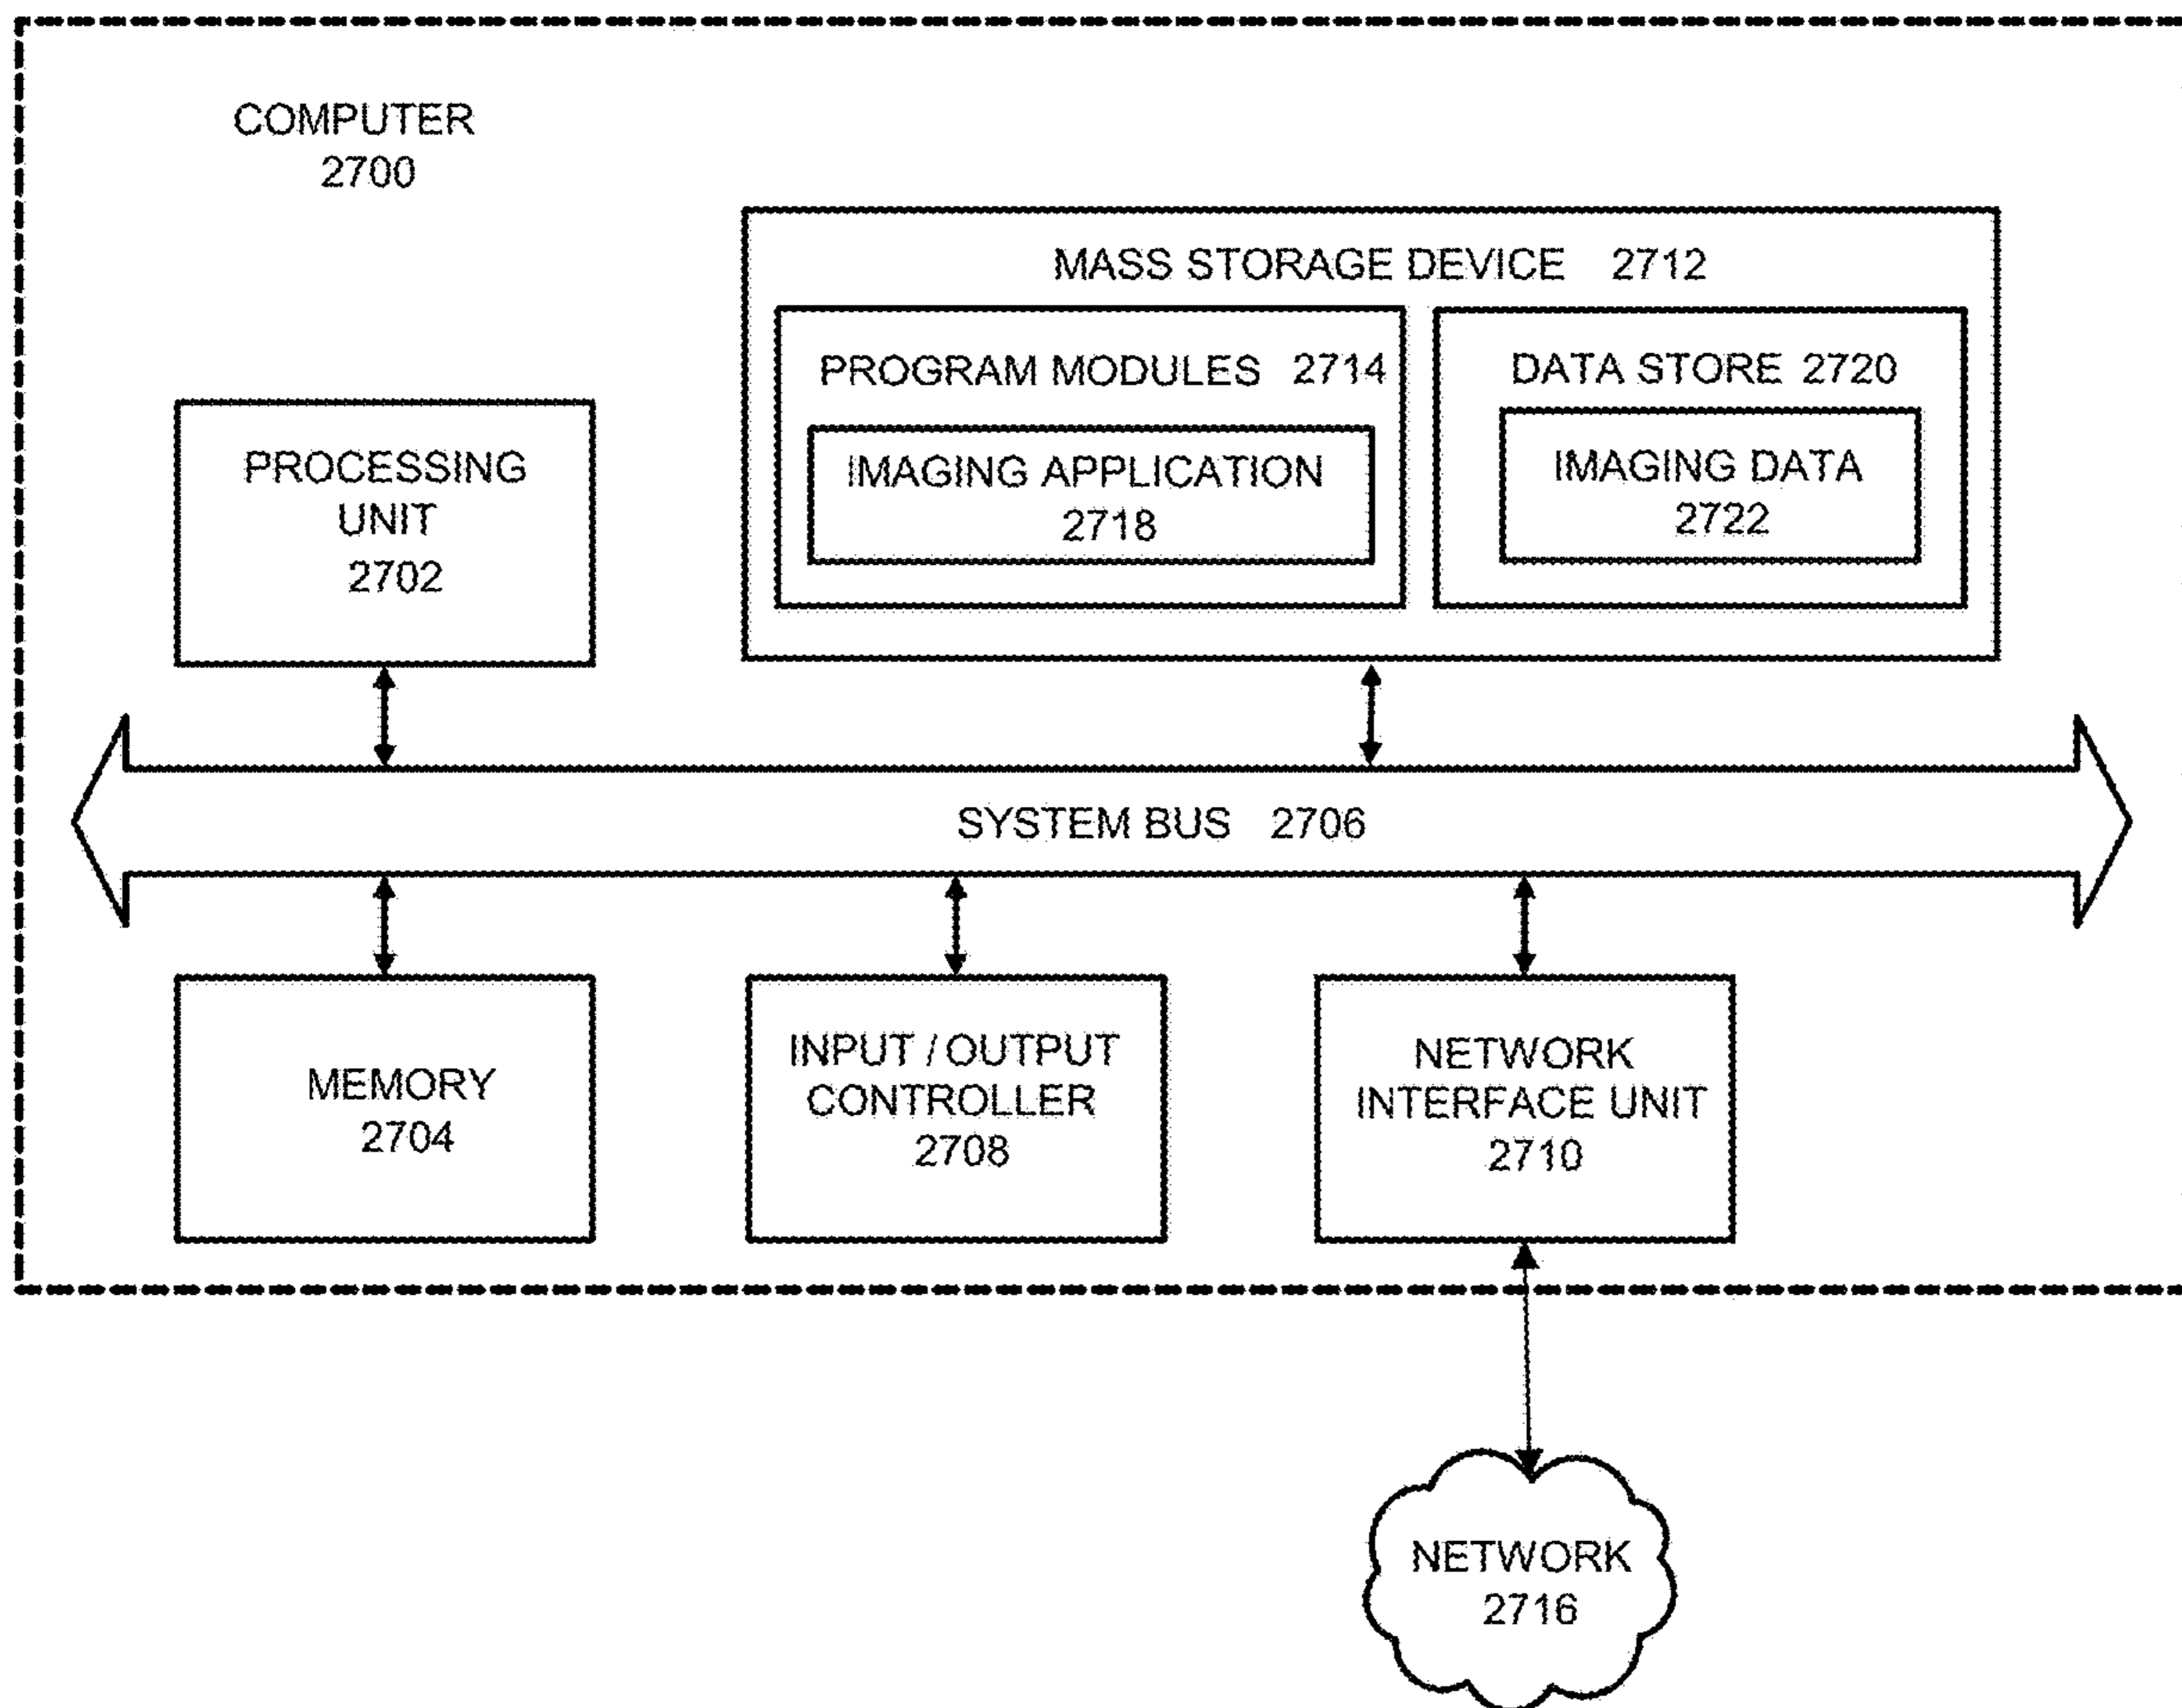 COMPUTER
2700
MASS STORAGE DEVICE 2712
PROGRAM MODULES 2714
IMAGING APPLICATION
2718
DATA STORE 2720
IMAGING DATA
2722
PROCESSING
UNIT
2702
SYSTEM BUS 2706
MEMORY
2704
INPUT / OUTPUT
CONTROLLER
2708
NETWORK
INTERFACE UNIT
2710
NETWORK
2716